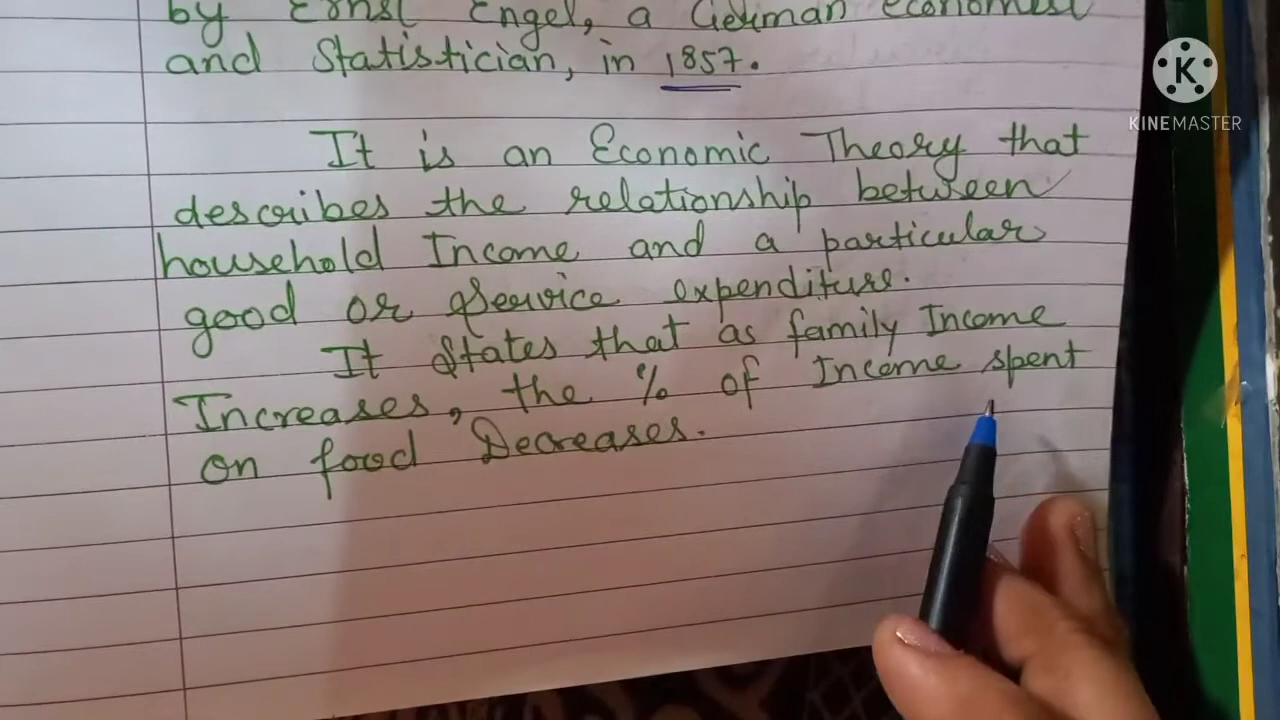 by Ernst Engel, a German economist
and Statistician, in 1857.
It is an Economic Theory that
describes the relationship between
household Income and a particular
good or Service expenditure.
It States that as family Income
Increases, the % of Income spent
on food Decreases.
K
KINEMASTER